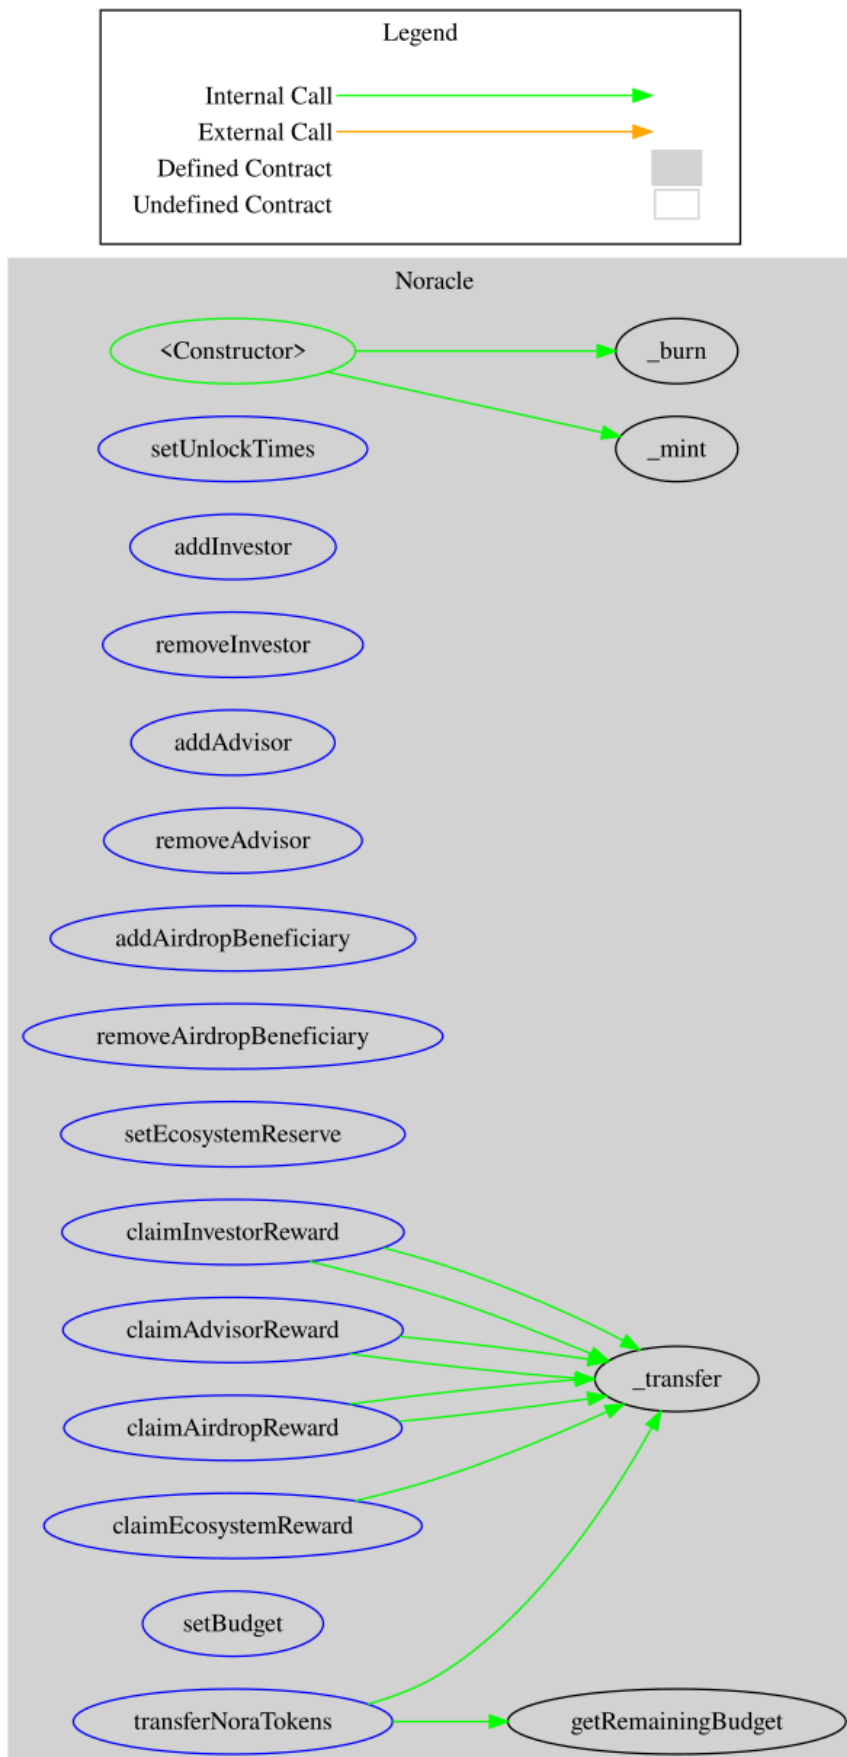 Legend
Internal Call
External Call
Defined Contract
Undefined Contract
Noracle
<Constructor>
_burn
setUnlockTimes
_mint
addInvestor
removeInvestor
addAdvisor
removeAdvisor
addAirdropBeneficiary
removeAirdropBeneficiary
setEcosystemReserve
claimInvestorReward
claimAdvisorReward
_transfer
claimAirdropReward
claimEcosystemReward
setBudget
transferNoraTokens
getRemainingBudget